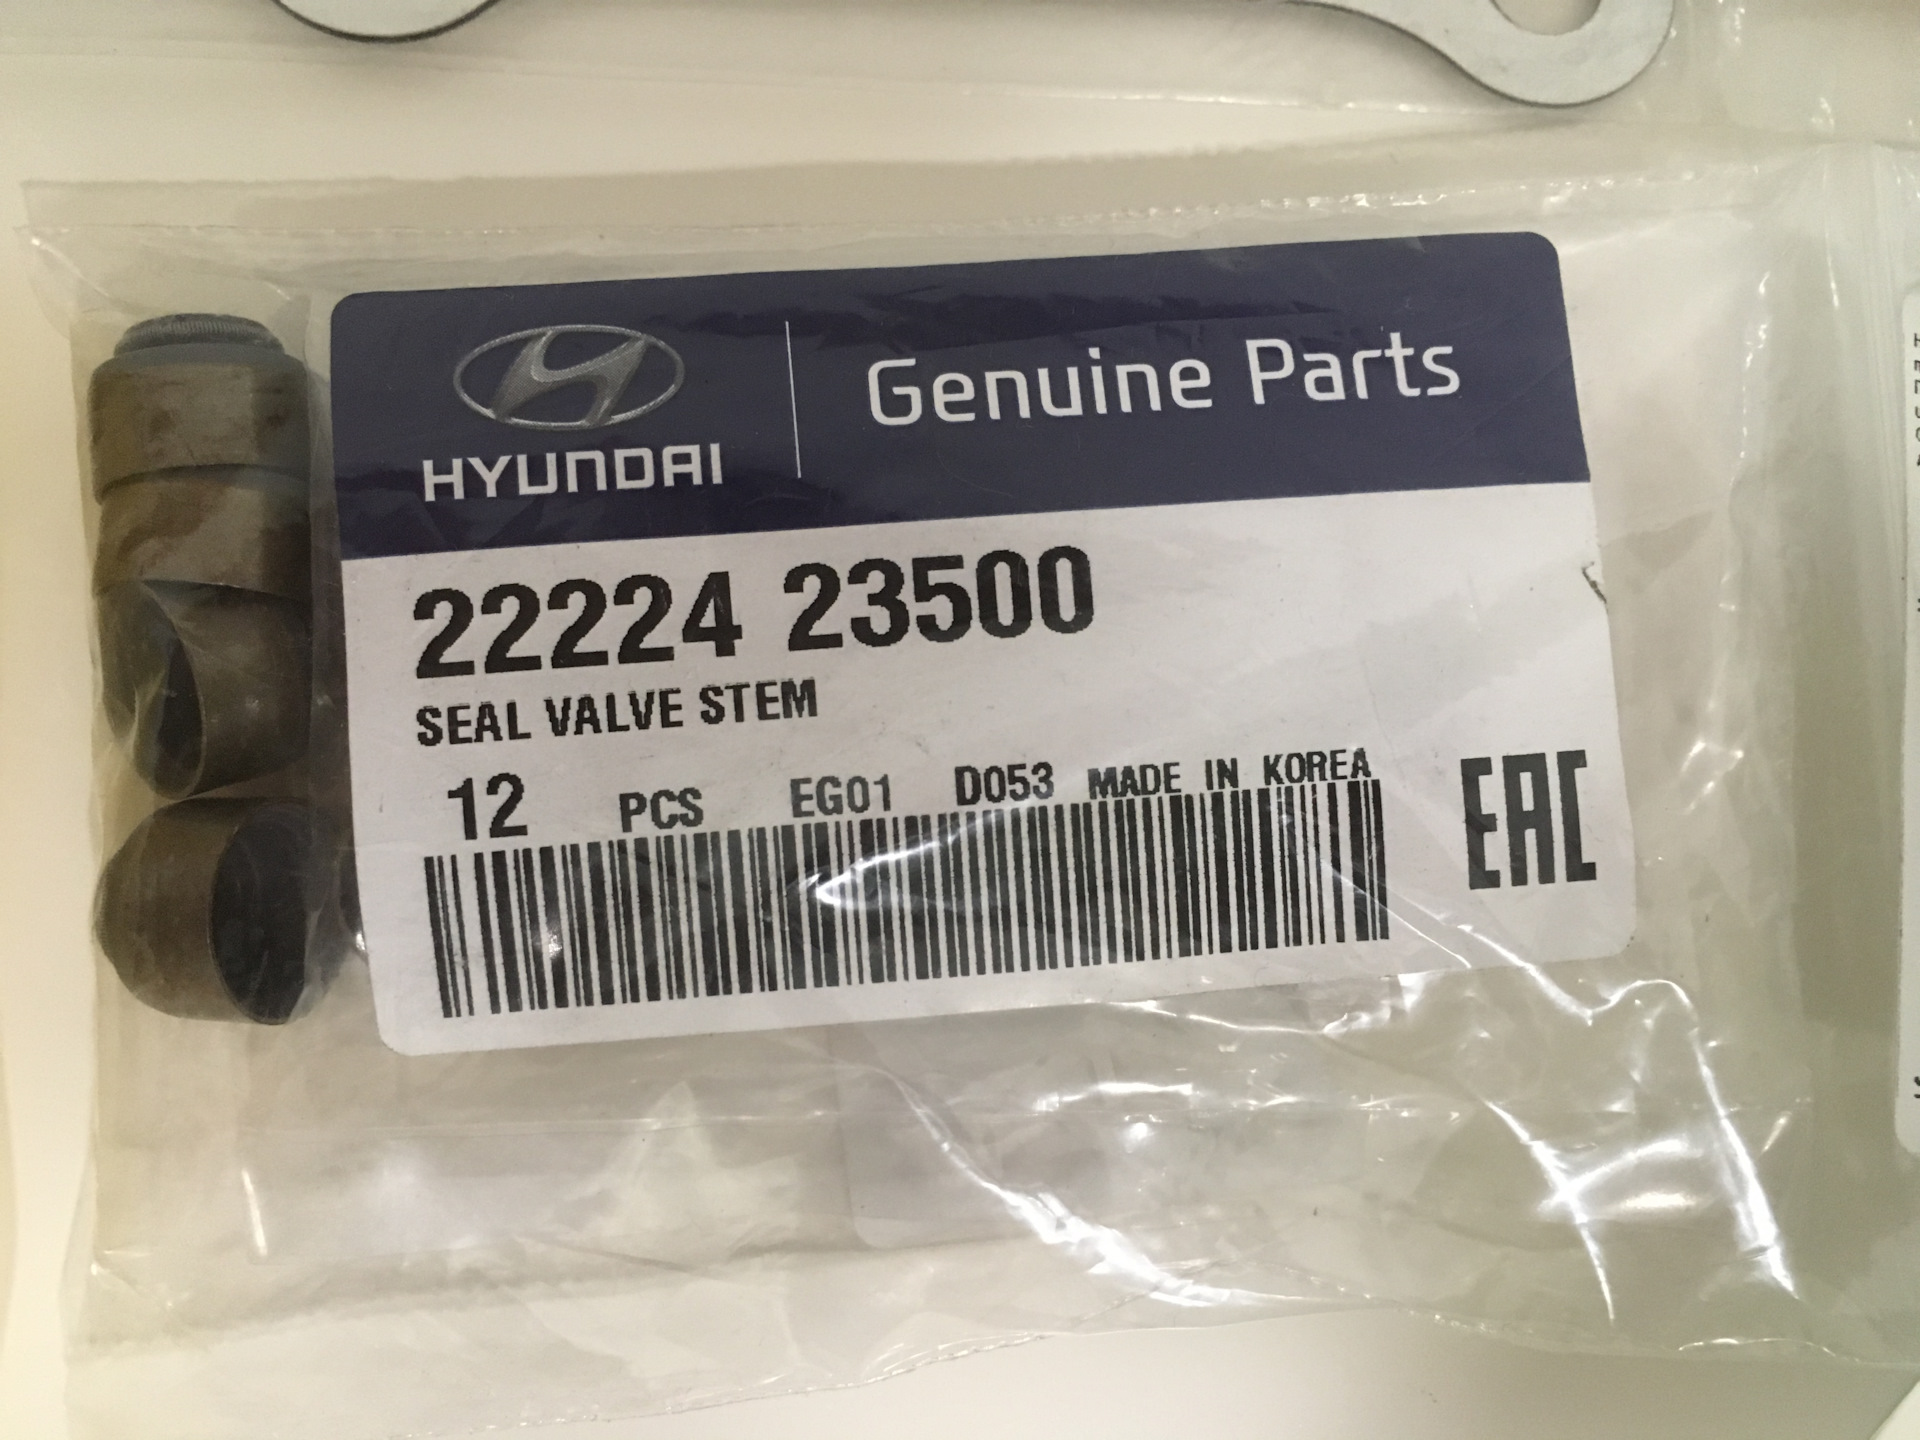 HYUNDAI
Genuine Parts
22224 23500
SEAL VALVE STEM
12 PCS EG01 D053 MADE IN KOREA
EAC